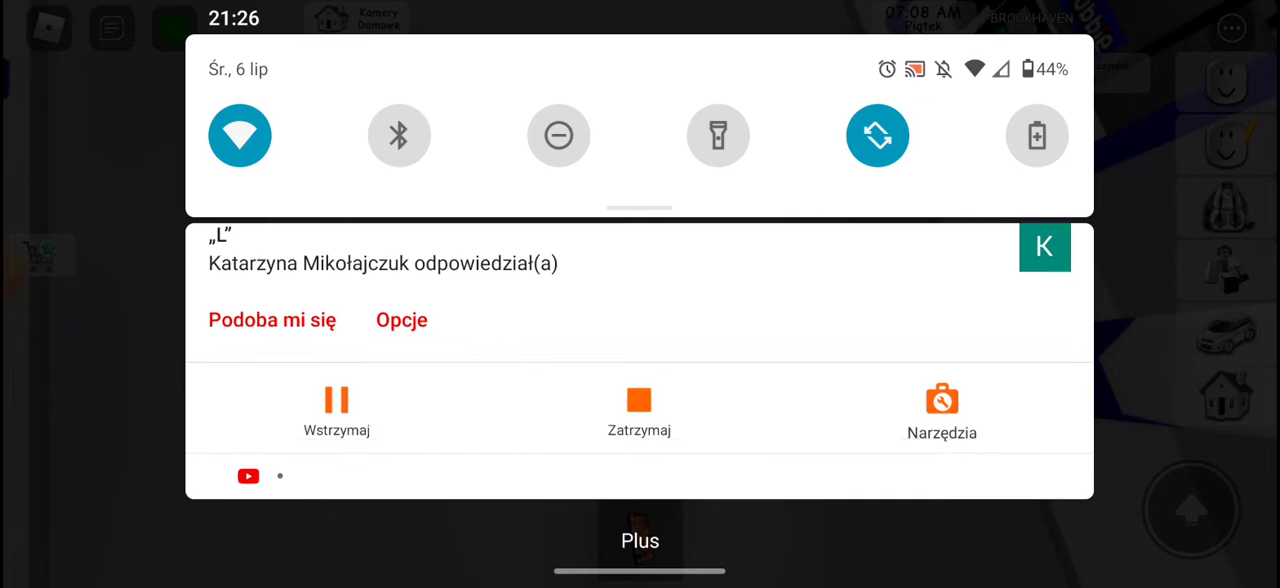 21:26
Kamery
Domowe
07:08 AM
Piątek
BROOKHAVEN
Śr., 6 lip
44%
„L”
Katarzyna Mikołajczuk odpowiedział(a)
K
Podoba mi się
Opcje
Wstrzymaj
Zatrzymaj
Narzędzia
Plus